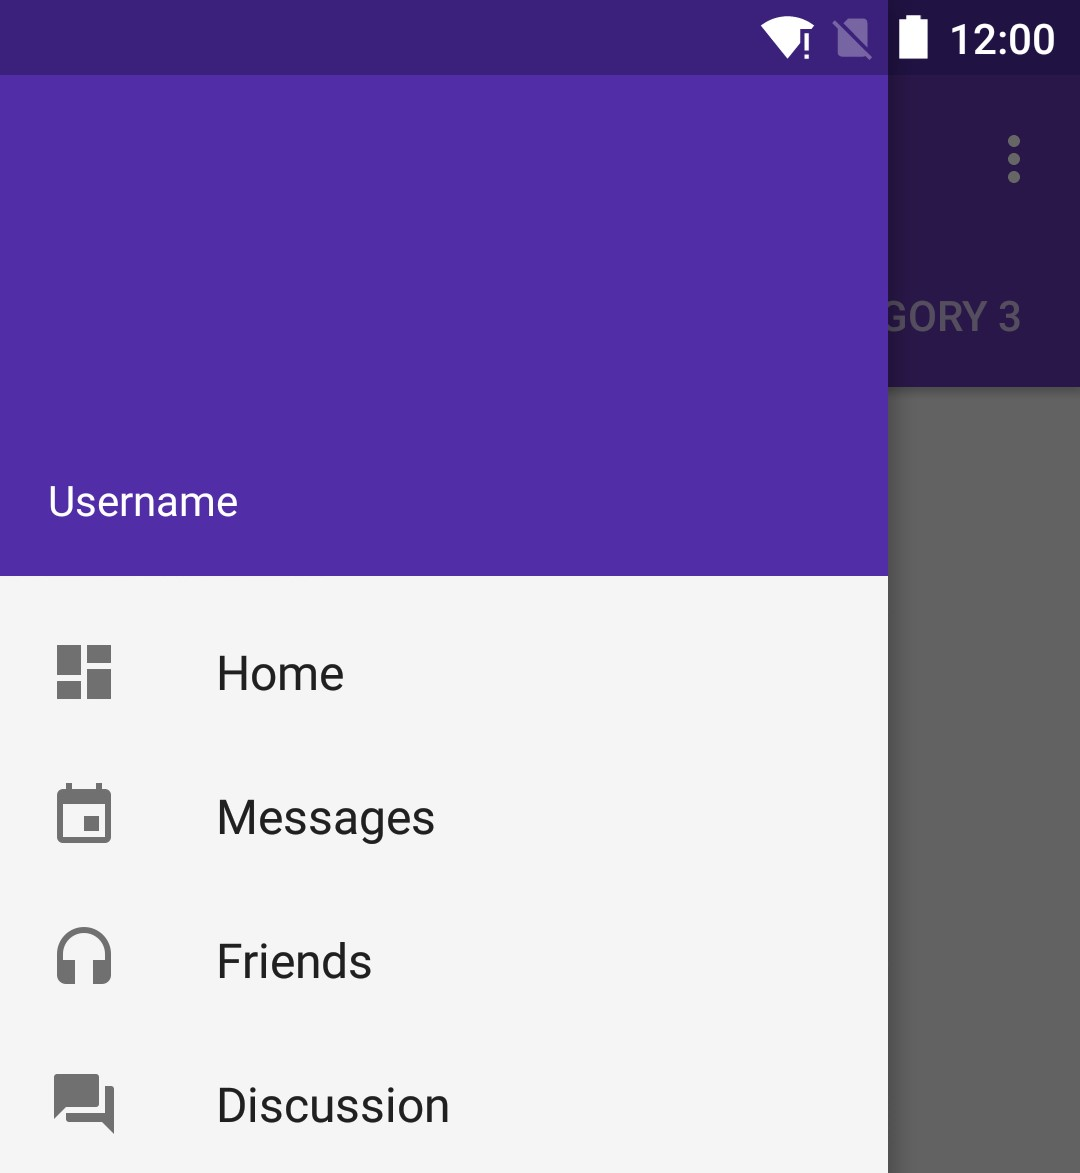 12:00
GORY 3
Username
Home
Messages
Friends
Discussion